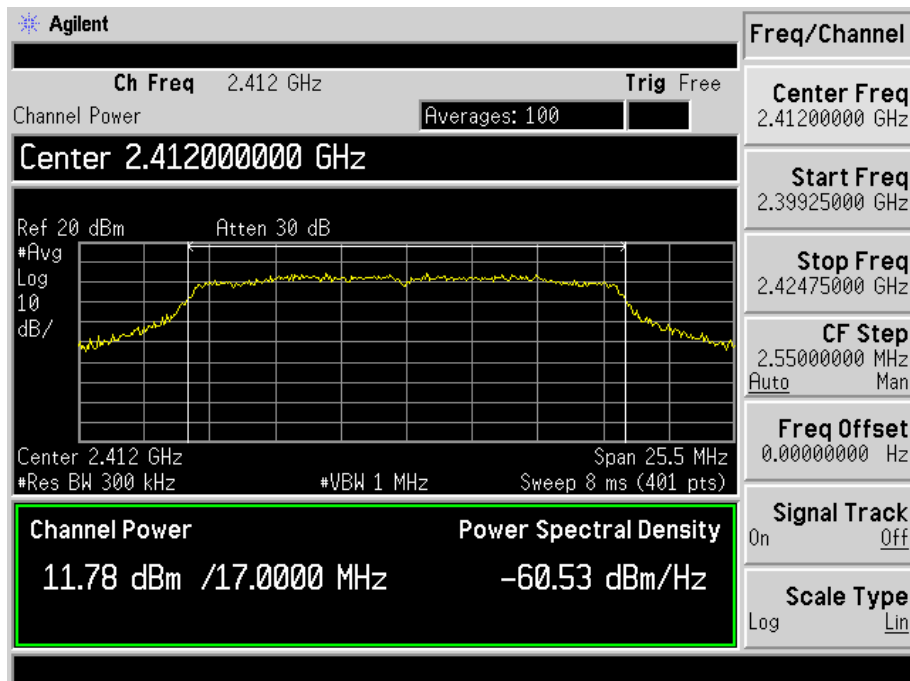 Agilent
Freq/Channel
Ch Freq 2.412 GHz Trig Free
Channel Power Averages: 100
Center 2.412000000 GHz
Ref 20 dBm Atten 30 dB
#Avg
Log
10
dB/
Center 2.412 GHz Span 25.5 MHz
#Res BW 300 kHz #VBW 1 MHz Sweep 8 ms (401 pts)
Channel Power Power Spectral Density
11.78 dBm /17.0000 MHz -60.53 dBm/Hz
Center Freq
2.41200000 GHz
Start Freq
2.39925000 GHz
Stop Freq
2.42475000 GHz
CF Step
2.55000000 MHz
Auto Man
Freq Offset
0.00000000 Hz
Signal Track
On Off
Scale Type
Log Lin